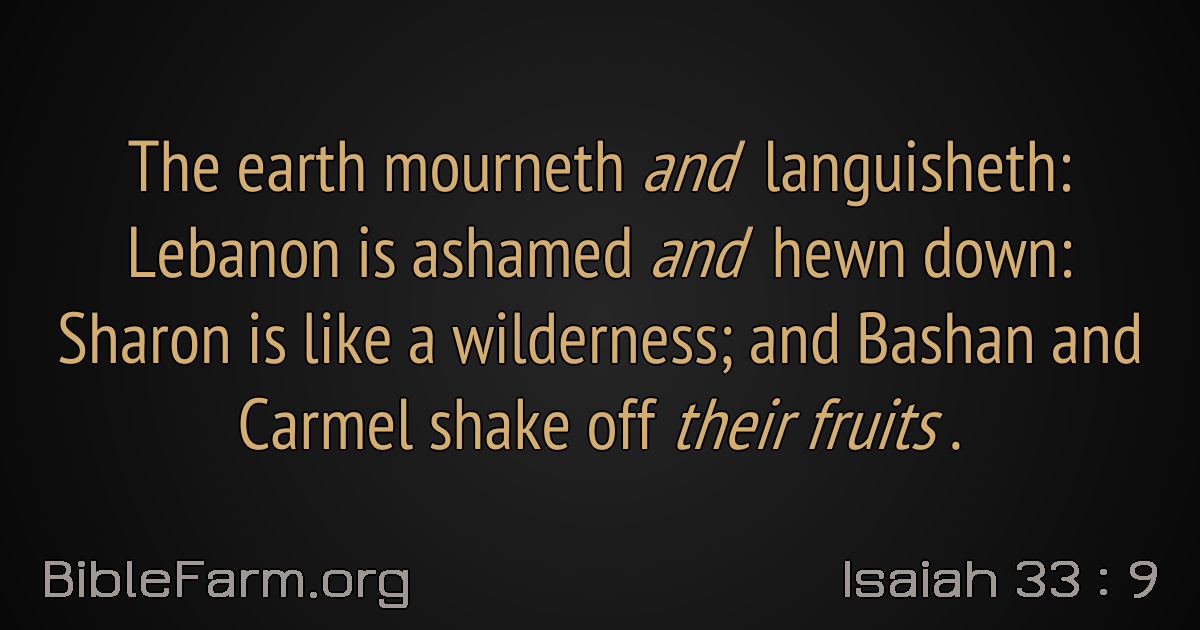 The earth mourneth and languisheth:
Lebanon is ashamed and hewn down:
Sharon is like a wilderness; and Bashan and
Carmel shake off their fruits .
BibleFarm.org
Isaiah 33 : 9